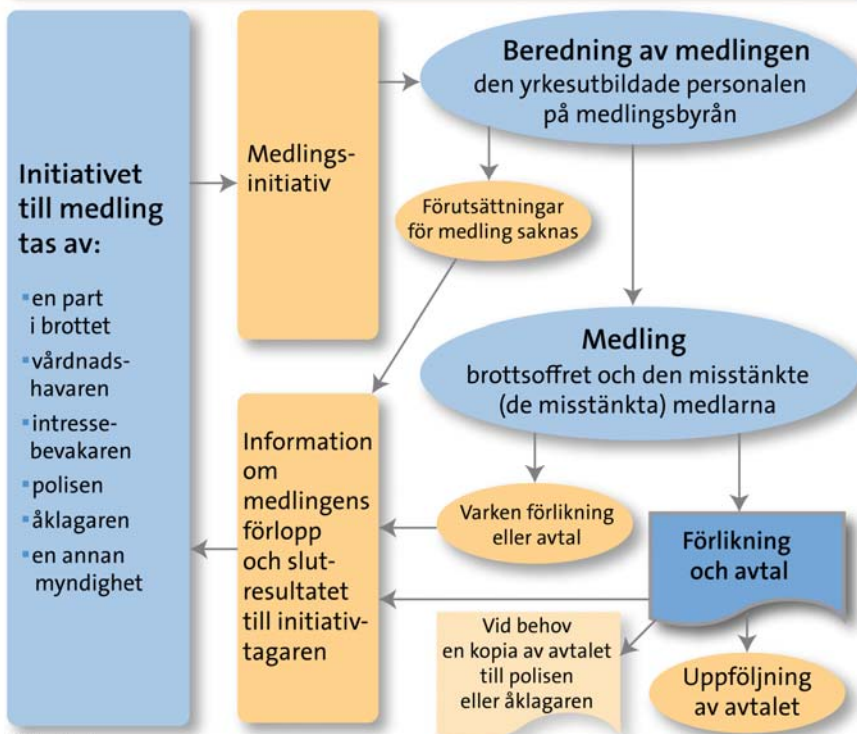 Initiativet
till medling
tas av:
▪ en part
i brottet
▪ vårdnads-
havaren
▪ intresse-
bevakaren
▪ polisen
▪ åklagaren
▪ en annan
myndighet
Medlings-
initiativ
Beredning av medlingen
den yrkesutbildade personalen
på medlingsbyrån
Förutsättningar
för medling saknas
Medling
brottsoffret och den misstänkte
(de misstänkta) medlarna
Information
om
medlingens
förlopp
och slut-
resultatet
till initiativ-
tagaren
Varken förlikning
eller avtal
Förlikning
och avtal
Vid behov
en kopia av avtalet
till polisen
eller åklagaren
Uppföljning
av avtalet